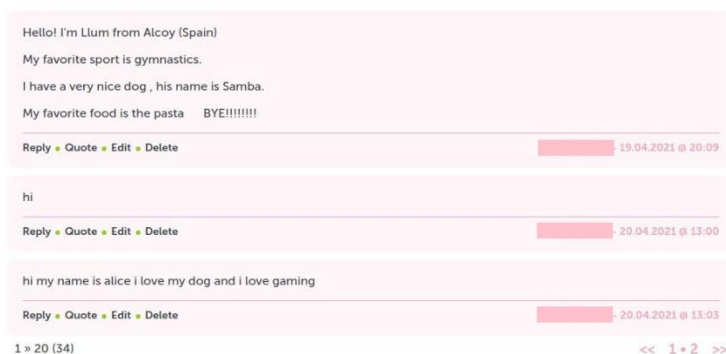 Hello! I'm Llum from Alcoy (Spain)
My favorite sport is gymnastics.
I have a very nice dog , his name is Samba.
My favorite food is the pasta BYE!!!!!!!!
Reply • Quote • Edit • Delete - 19.04.2021 @ 20:09
hi
Reply • Quote • Edit • Delete - 20.04.2021 @ 13:00
hi my name is alice i love my dog and i love gaming
Reply • Quote • Edit • Delete - 20.04.2021 @ 13:03
1 » 20 (34) << 1 • 2 >>